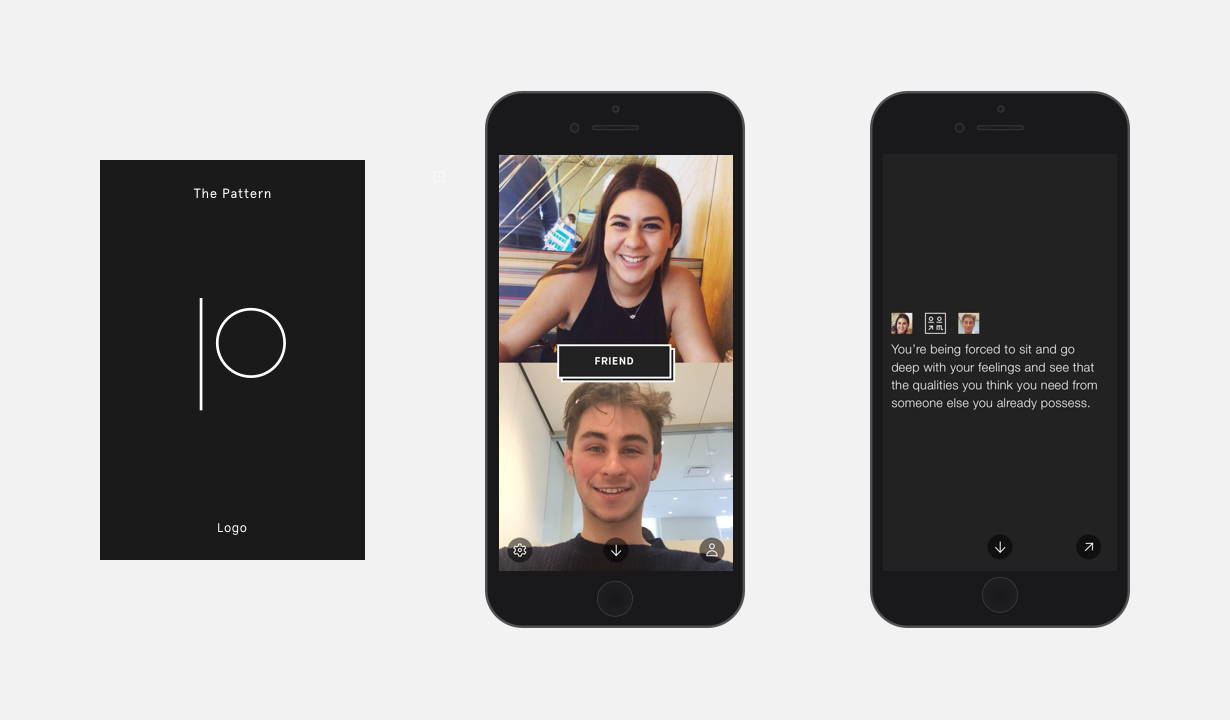 The Pattern
Logo
FRIEND
You're being forced to sit and go
deep with your feelings and see that
the qualities you think you need from
someone else you already possess.